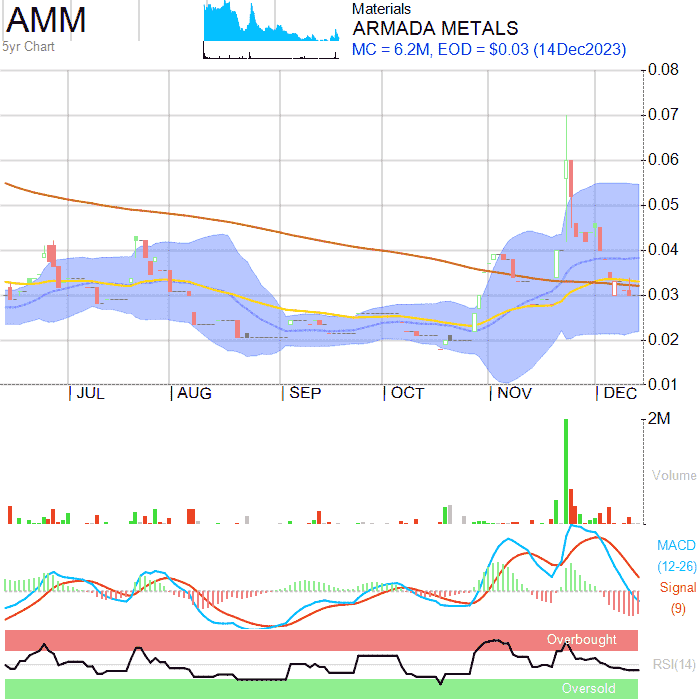 AMM
5yr Chart
Materials
ARMADA METALS
MC = 6.2M, EOD = $0.03 (14Dec2023)
0.08
0.07
0.06
0.05
0.04
0.03
0.02
0.01
JUL AUG SEP OCT NOV DEC
2M
Volume
MACD
(12-26)
Signal
(9)
Overbought
RSI(14)
Oversold